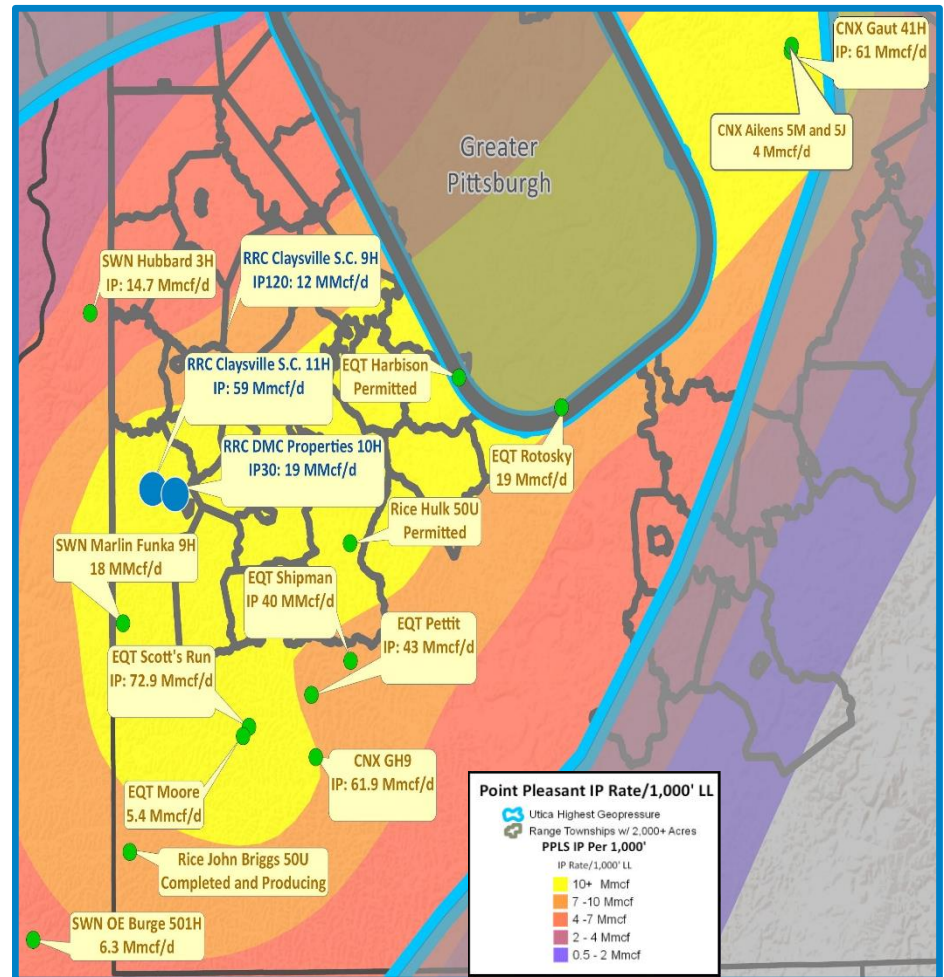 CNX Gaut 41H
IP: 61 Mmcf/d
CNX Aikens 5M and 5J
4 Mmcf/d
Greater
Pittsburgh
SWN Hubbard 3H
IP: 14.7 Mmcf/d
RRC Claysville S.C. 9H
IP120: 12 MMcf/d
RRC Claysville S.C. 11H
IP: 59 Mmcf/d
EQT Harbison
Permitted
RRC DMC Properties 10H
IP30: 19 MMcf/d
EQT Rotosky
19 Mmcf/d
Rice Hulk 50U
Permitted
SWN Marlin Funka 9H
18 MMcf/d
EQT Shipman
IP 40 MMcf/d
EQT Pettit
IP: 43 MMcf/d
EQT Scott's Run
IP: 72.9 Mmcf/d
CNX GH9
IP: 61.9 Mmcf/d
EQT Moore
5.4 Mmcf/d
Rice John Briggs 50U
Completed and Producing
SWN OE Burge 501H
6.3 Mmcf/d
Point Pleasant IP Rate/1,000' LL
Utica Highest Geopressure
Range Townships w/ 2,000+ Acres
PPLS IP Per 1,000'
IP Rate/1,000' LL
10+ Mmcf
7 -10 Mmcf
4 -7 Mmcf
2 - 4 Mmcf
0.5 - 2 Mmcf